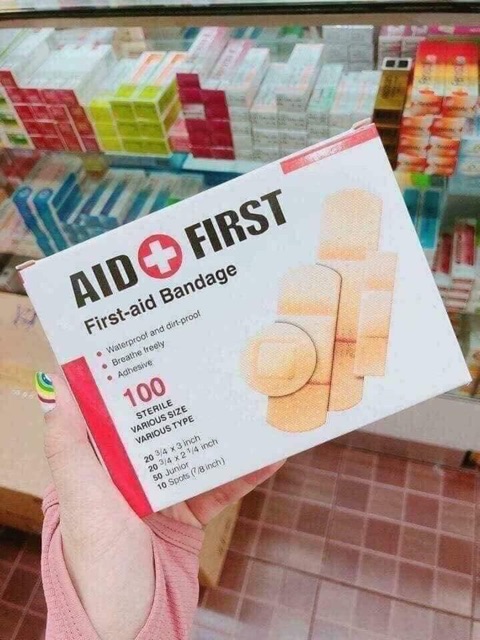 AID FIRST
First-aid Bandage
• Waterproof and dirt-proof
• Breathe freely
• Adhesive
100
STERILE
VARIOUS SIZE
VARIOUS TYPE
20 3/4 x 3 inch
20 3/4 x 2 1/4 inch
50 Junior
10 Spots (7/8 inch)